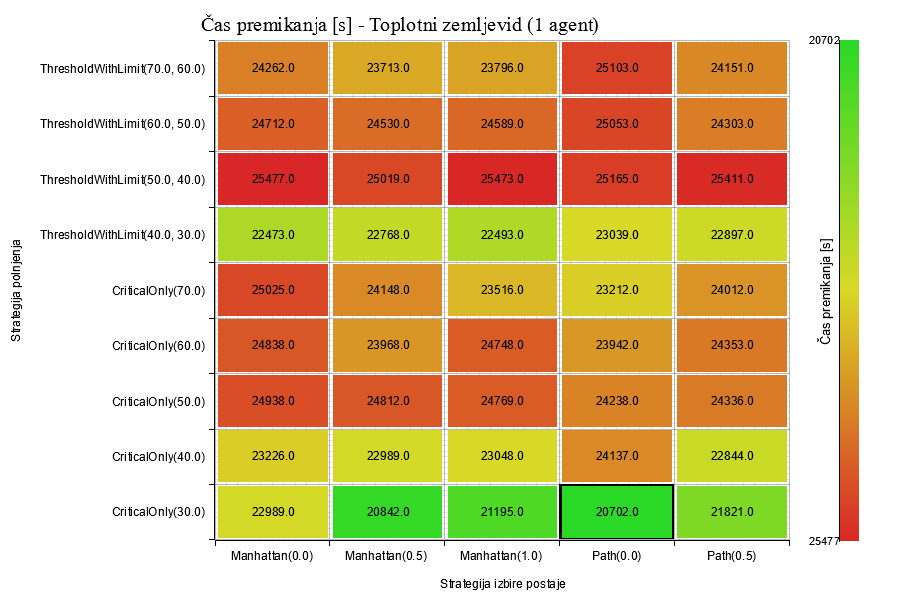 Čas premikanja [s] - Toplotni zemljevid (1 agent)
20702
ThresholdWithLimit(70.0, 60.0) 24262.0 23713.0 23796.0 25103.0 24151.0
ThresholdWithLimit(60.0, 50.0) 24712.0 24530.0 24589.0 25053.0 24303.0
ThresholdWithLimit(50.0, 40.0) 25477.0 25019.0 25473.0 25165.0 25411.0
ThresholdWithLimit(40.0, 30.0) 22473.0 22768.0 22493.0 23039.0 22897.0
CriticalOnly(70.0) 25025.0 24148.0 23516.0 23212.0 24012.0
CriticalOnly(60.0) 24838.0 23968.0 24748.0 23942.0 24353.0
CriticalOnly(50.0) 24938.0 24812.0 24769.0 24238.0 24336.0
CriticalOnly(40.0) 23226.0 22989.0 23048.0 24137.0 22844.0
CriticalOnly(30.0) 22989.0 20842.0 21195.0 20702.0 21821.0
Strategija polnjenja
Čas premikanja [s]
25477
Manhattan(0.0) Manhattan(0.5) Manhattan(1.0) Path(0.0) Path(0.5)
Strategija izbire postaje